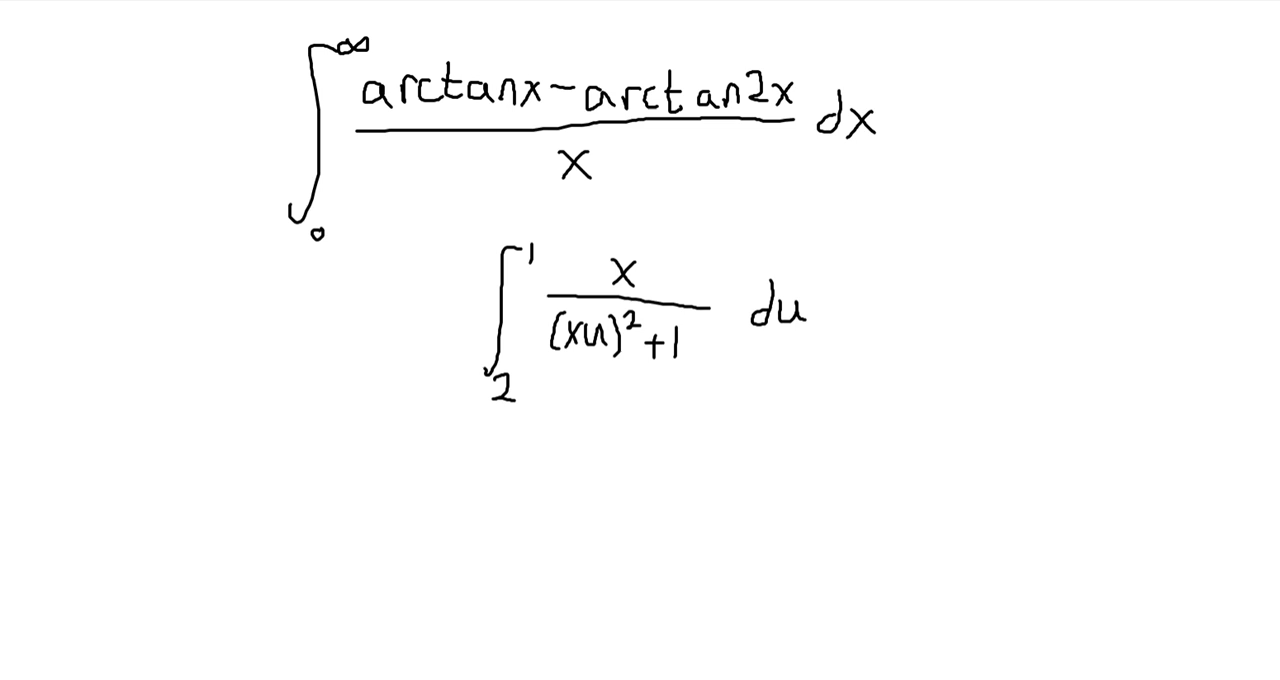 ∫₀^∞ (arctanx-arctan2x)/x dx
∫₂¹ x/((xu)²+1) du